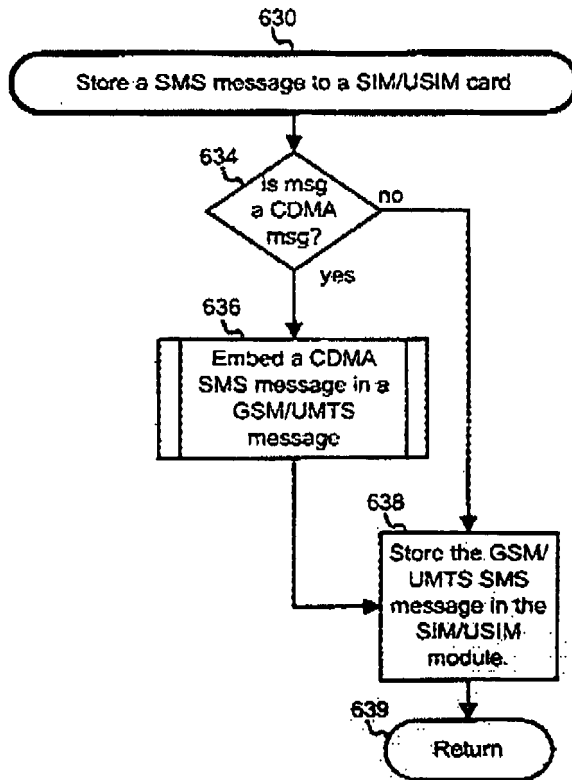 630
Store a SMS message to a SIM/USIM card
634
Is msg
a CDMA
msg?
no
yes
636
Embed a CDMA
SMS message in a
GSM/UMTS
message
638
Store the GSM/
UMTS SMS
message in the
SIM/USIM
module.
639
Return